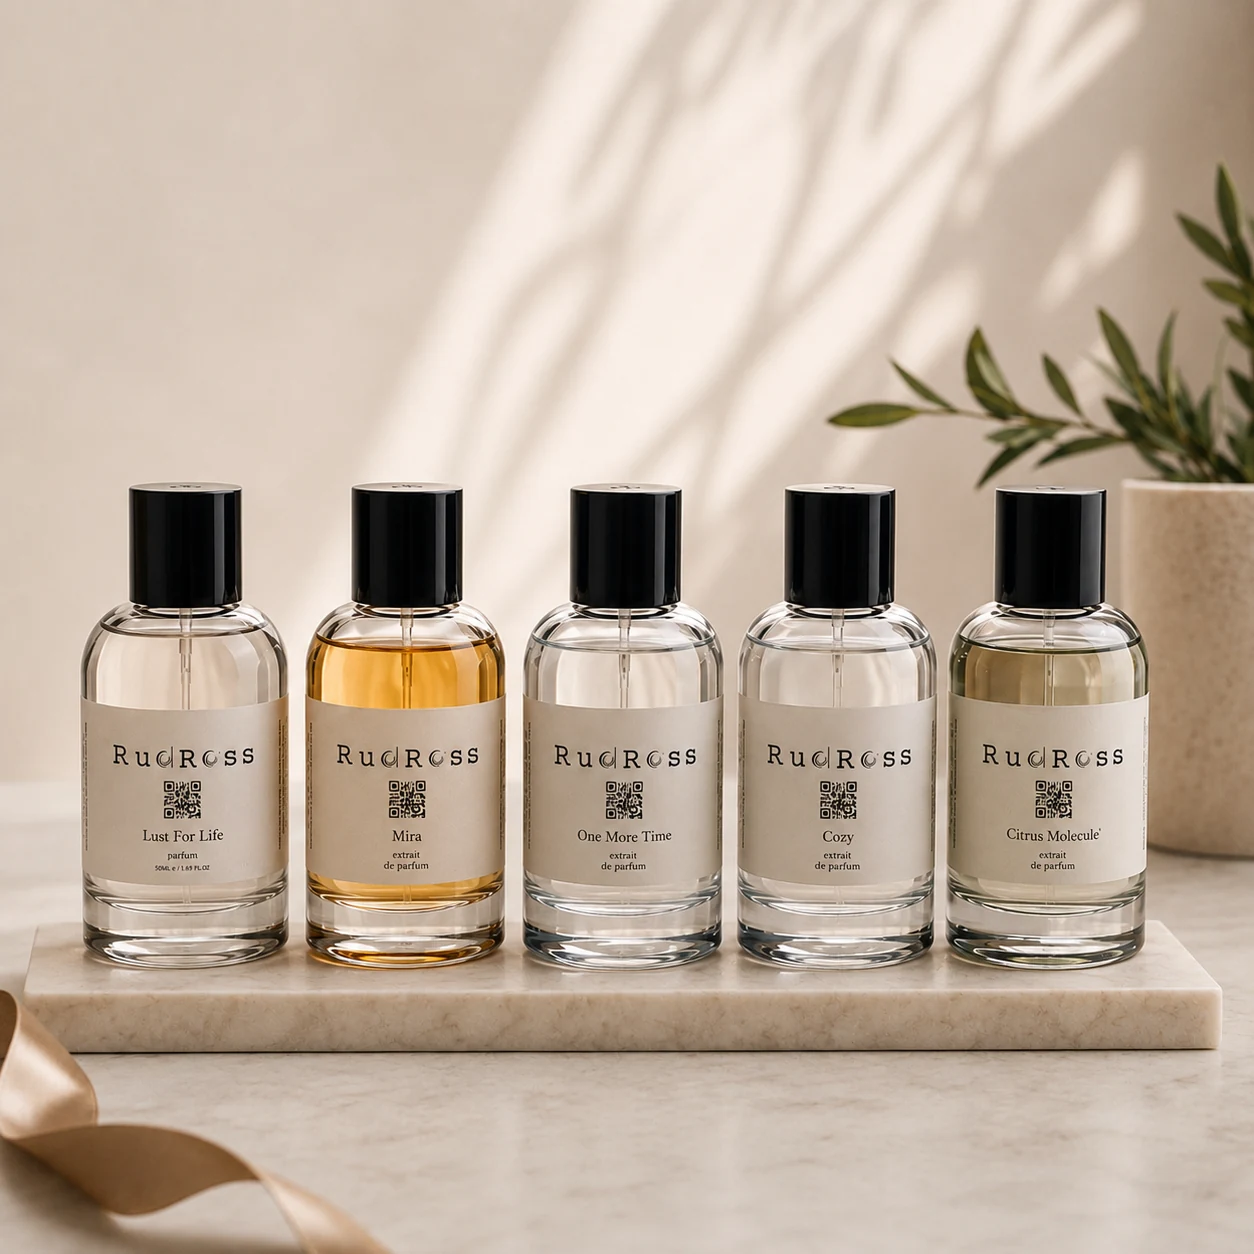 RudRoss
Lust For Life
parfum
50ML e / 1.69 FL.OZ
RudRoss
Mira
extrait
de parfum
RudRoss
One More Time
extrait
de parfum
RudRoss
Cozy
extrait
de parfum
RudRoss
Citrus Molecule
extrait
de parfum